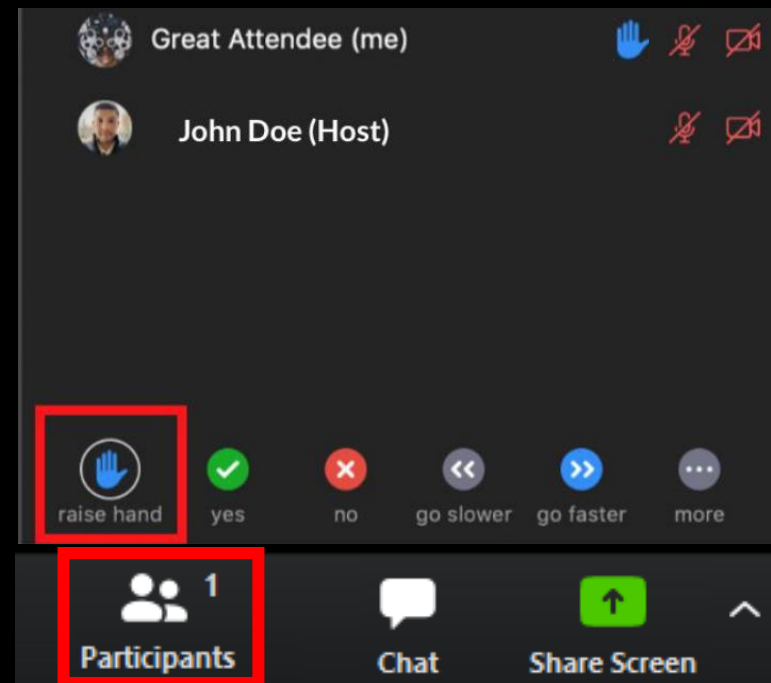 Great Attendee (me)
John Doe (Host)
raise hand yes no go slower go faster more
1
Participants Chat Share Screen